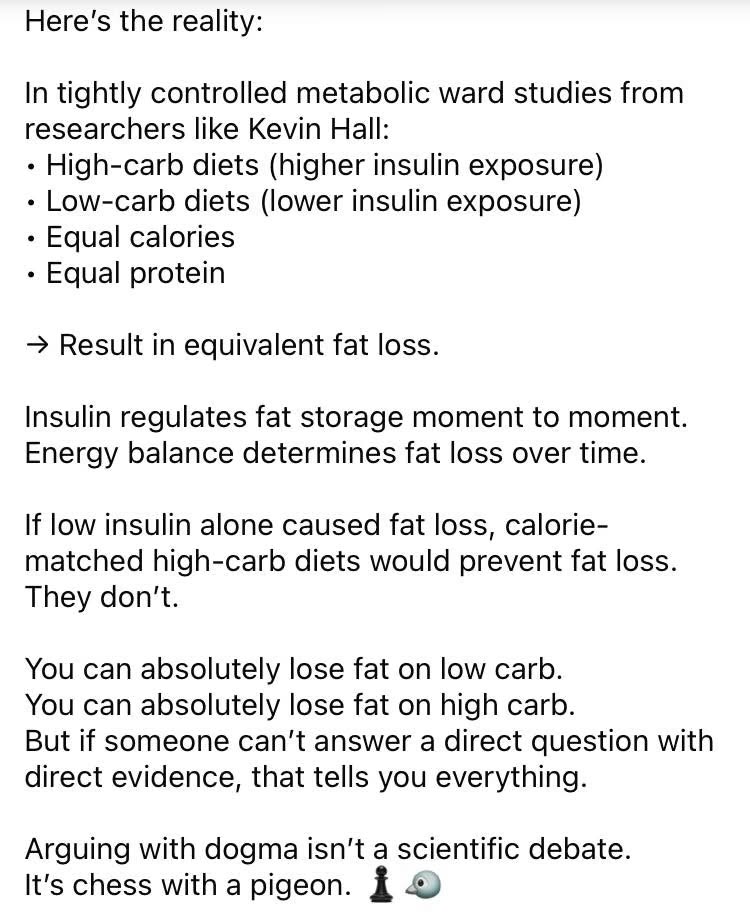 Here’s the reality:
In tightly controlled metabolic ward studies from
researchers like Kevin Hall:
• High-carb diets (higher insulin exposure)
• Low-carb diets (lower insulin exposure)
• Equal calories
• Equal protein
→ Result in equivalent fat loss.
Insulin regulates fat storage moment to moment.
Energy balance determines fat loss over time.
If low insulin alone caused fat loss, calorie-
matched high-carb diets would prevent fat loss.
They don’t.
You can absolutely lose fat on low carb.
You can absolutely lose fat on high carb.
But if someone can’t answer a direct question with
direct evidence, that tells you everything.
Arguing with dogma isn’t a scientific debate.
It’s chess with a pigeon.